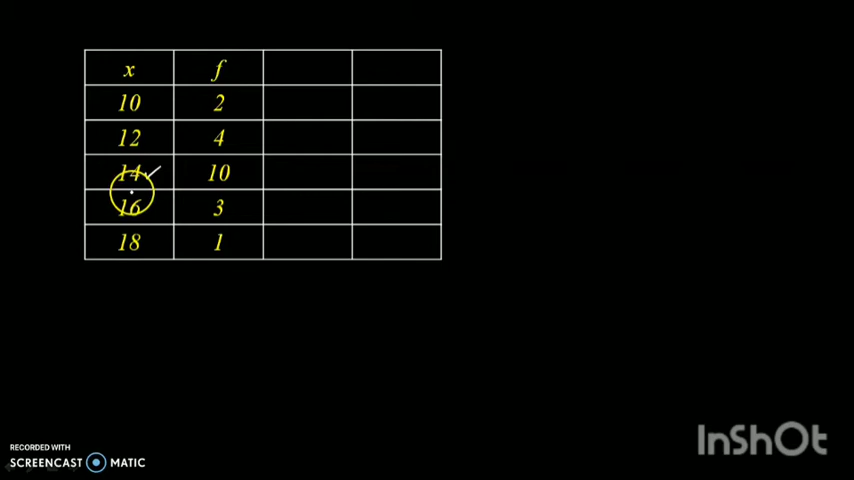 x f
10 2
12 4
14 10
16 3
18 1
RECORDED WITH
SCREENCAST MATIC
InShOt